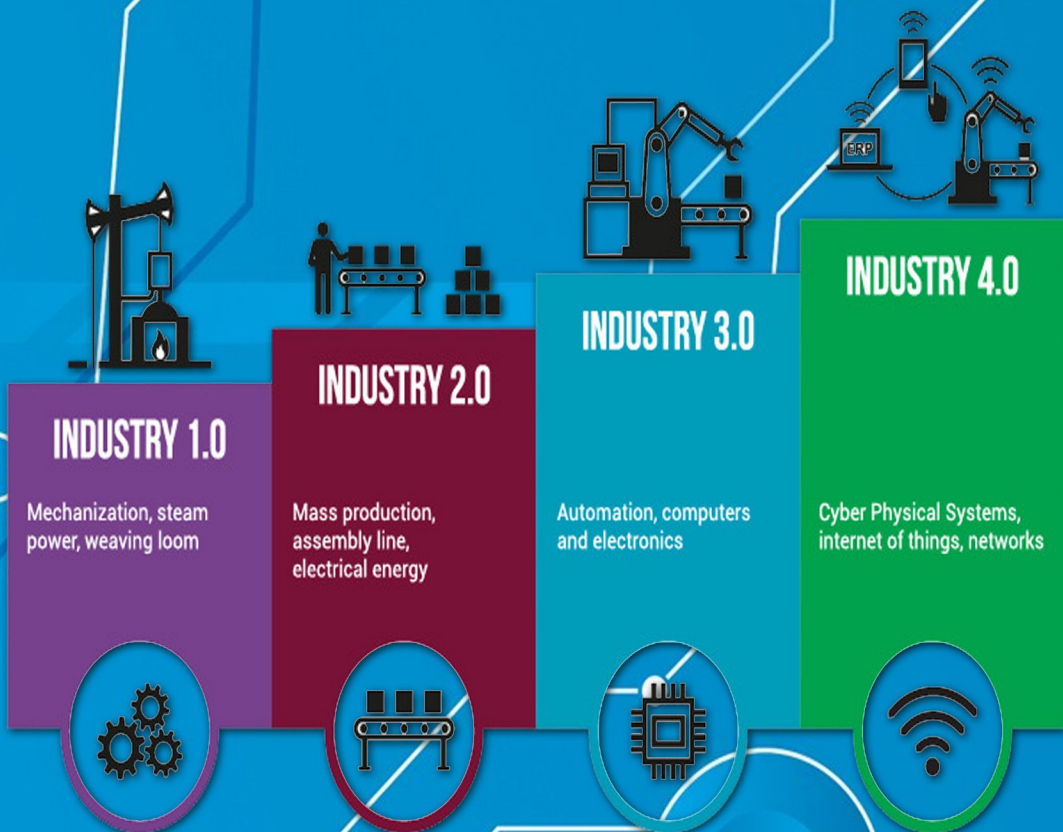 ERP
INDUSTRY 4.0
INDUSTRY 3.0
INDUSTRY 2.0
INDUSTRY 1.0
Mechanization, steam
power, weaving loom
Mass production,
assembly line,
electrical energy
Automation, computers
and electronics
Cyber Physical Systems,
internet of things, networks